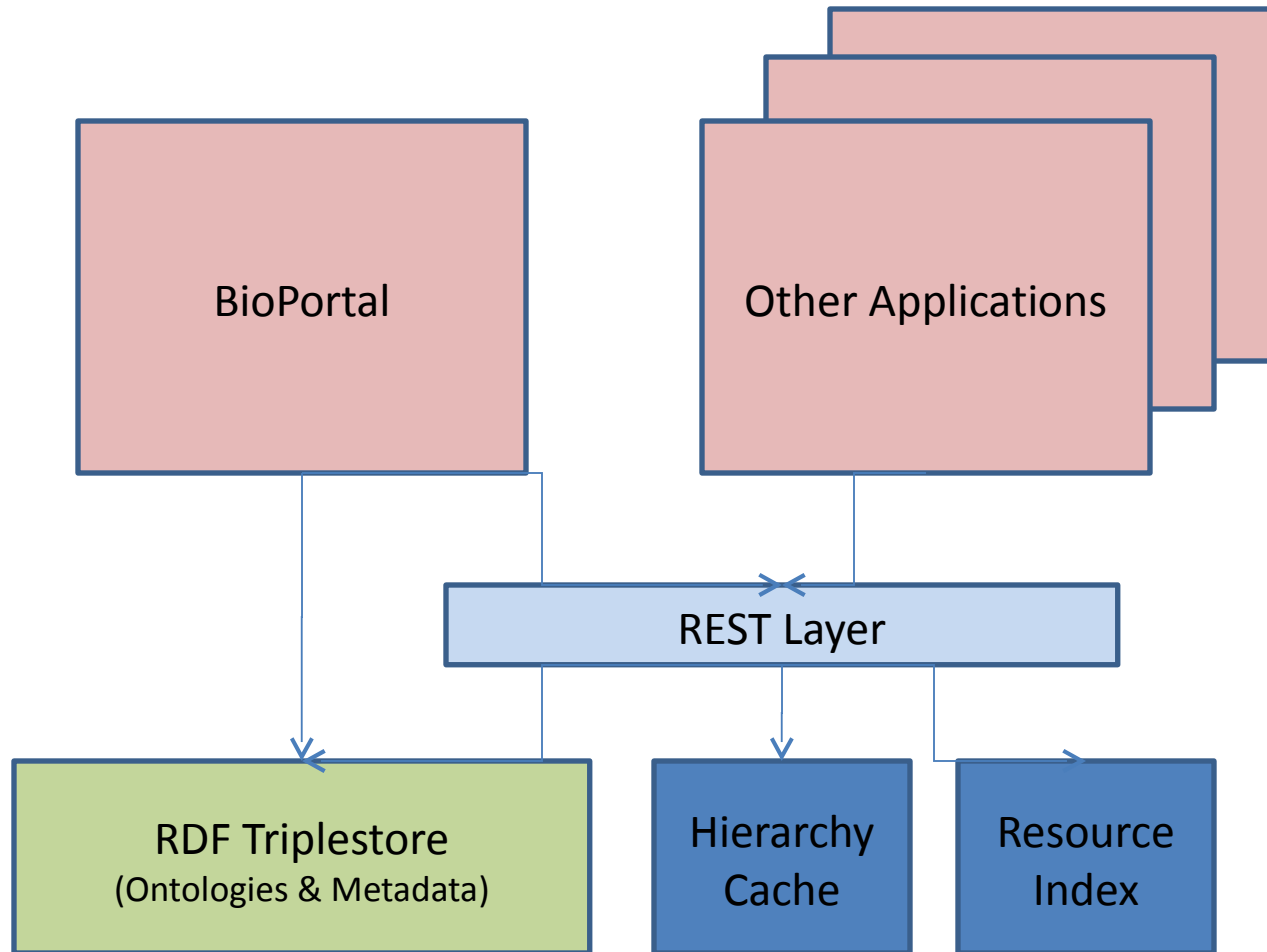 BioPortal
Other Applications
REST Layer
RDF Triplestore
(Ontologies & Metadata)
Hierarchy
Cache
Resource
Index